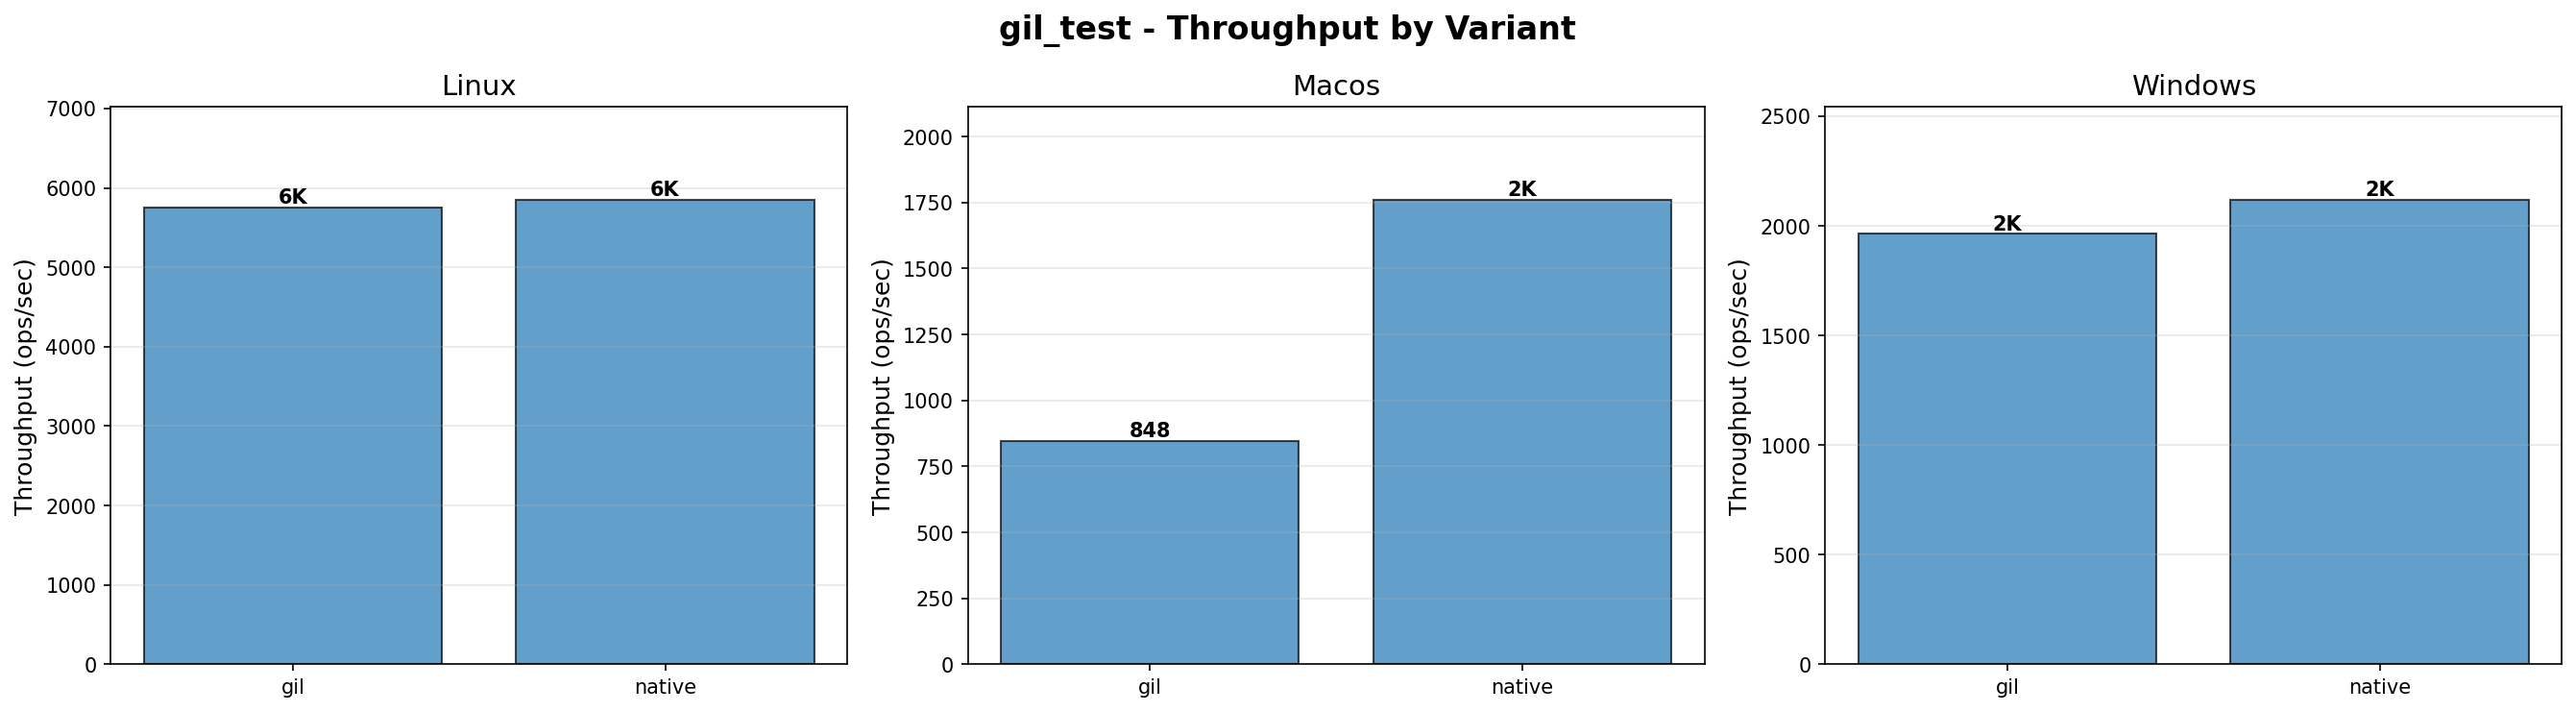 gil_test - Throughput by Variant
Linux
Throughput (ops/sec)
7000
6000
5000
4000
3000
2000
1000
0
6K
6K
gil
native
Macos
Throughput (ops/sec)
2000
1750
1500
1250
1000
750
500
250
0
848
2K
gil
native
Windows
Throughput (ops/sec)
2500
2000
1500
1000
500
0
2K
2K
gil
native